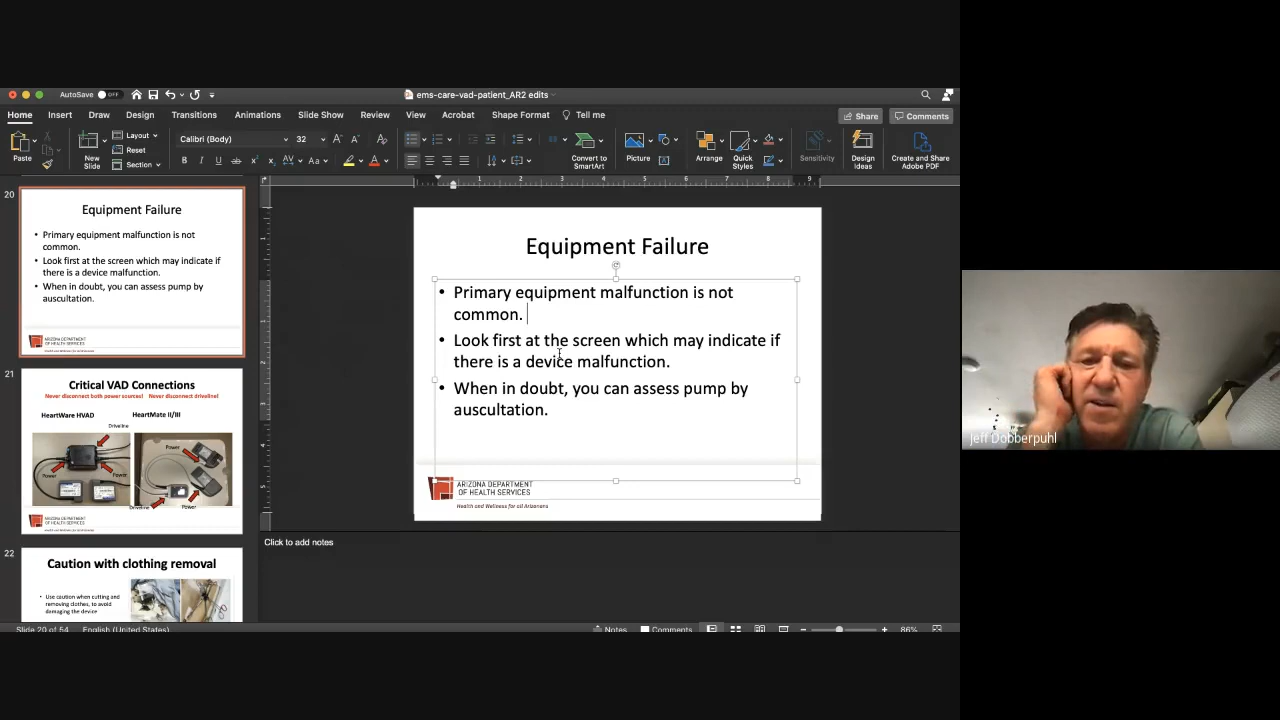 AutoSave OFF
ems-care-vad-patient_AR2 edits
Home Insert Draw Design Transitions Animations Slide Show Review View Acrobat Shape Format Tell me
Share Comments
Paste
New Slide
Layout
Reset
Section
Calibri (Body) 32
Convert to SmartArt
Picture
Arrange
Quick Styles
Sensitivity
Design Ideas
Create and Share Adobe PDF
20
Equipment Failure
• Primary equipment malfunction is not
common.
• Look first at the screen which may indicate if
there is a device malfunction.
• When in doubt, you can assess pump by
auscultation.
ARIZONA DEPARTMENT
OF HEALTH SERVICES
21
Critical VAD Connections
Never disconnect both power sources! Never disconnect driveline!
HeartWare HVAD HeartMate II/III
Driveline
Power
Power
Power
Driveline
Power
ARIZONA DEPARTMENT
OF HEALTH SERVICES
22
Caution with clothing removal
• Use caution when cutting and
removing clothes, to avoid
damaging the device
Equipment Failure
• Primary equipment malfunction is not
common.
• Look first at the screen which may indicate if
there is a device malfunction.
• When in doubt, you can assess pump by
auscultation.
ARIZONA DEPARTMENT
OF HEALTH SERVICES
Health and Wellness for all Arizonans
Click to add notes
Slide 20 of 54 English (United States)
Notes Comments 86%
Jeff Dobberpuhl